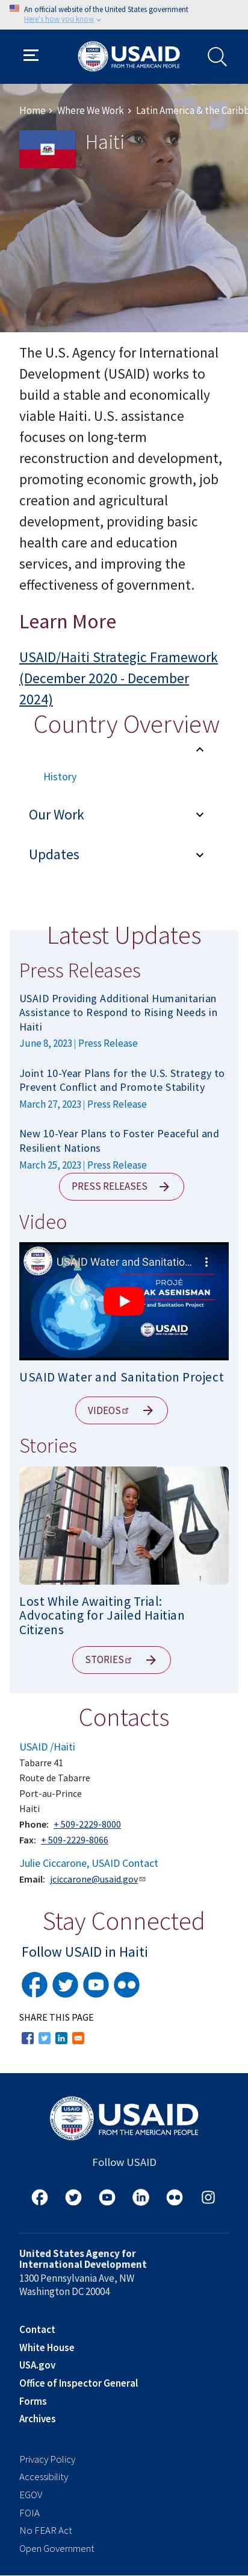 An official website of the United States government
Here's how you know
USAID
FROM THE AMERICAN PEOPLE
Home > Where We Work > Latin America & the Caribb
Haiti
The U.S. Agency for International
Development (USAID) works to
build a stable and economically
viable Haiti. U.S. assistance
focuses on long-term
reconstruction and development,
promoting economic growth, job
creation and agricultural
development, providing basic
health care and education
services, and improving the
effectiveness of government.
Learn More
USAID/Haiti Strategic Framework
(December 2020 - December
2024)
Country Overview
History
Our Work
Updates
Latest Updates
Press Releases
USAID Providing Additional Humanitarian
Assistance to Respond to Rising Needs in
Haiti
June 8, 2023 | Press Release
Joint 10-Year Plans for the U.S. Strategy to
Prevent Conflict and Promote Stability
March 27, 2023 | Press Release
New 10-Year Plans to Foster Peaceful and
Resilient Nations
March 25, 2023 | Press Release
PRESS RELEASES
Video
USAID Water and Sanitatio...
PROJÈ
AK ASENISMAN
r and Sanitation Project
USAID
USAID Water and Sanitation Project
VIDEOS
Stories
Lost While Awaiting Trial:
Advocating for Jailed Haitian
Citizens
STORIES
Contacts
USAID /Haiti
Tabarre 41
Route de Tabarre
Port-au-Prince
Haiti
Phone: + 509-2229-8000
Fax: + 509-2229-8066
Julie Ciccarone, USAID Contact
Email: jciccarone@usaid.gov
Stay Connected
Follow USAID in Haiti
SHARE THIS PAGE
USAID
FROM THE AMERICAN PEOPLE
Follow USAID
United States Agency for
International Development
1300 Pennsylvania Ave, NW
Washington DC 20004
Contact
White House
USA.gov
Office of Inspector General
Forms
Archives
Privacy Policy
Accessibility
EGOV
FOIA
No FEAR Act
Open Government